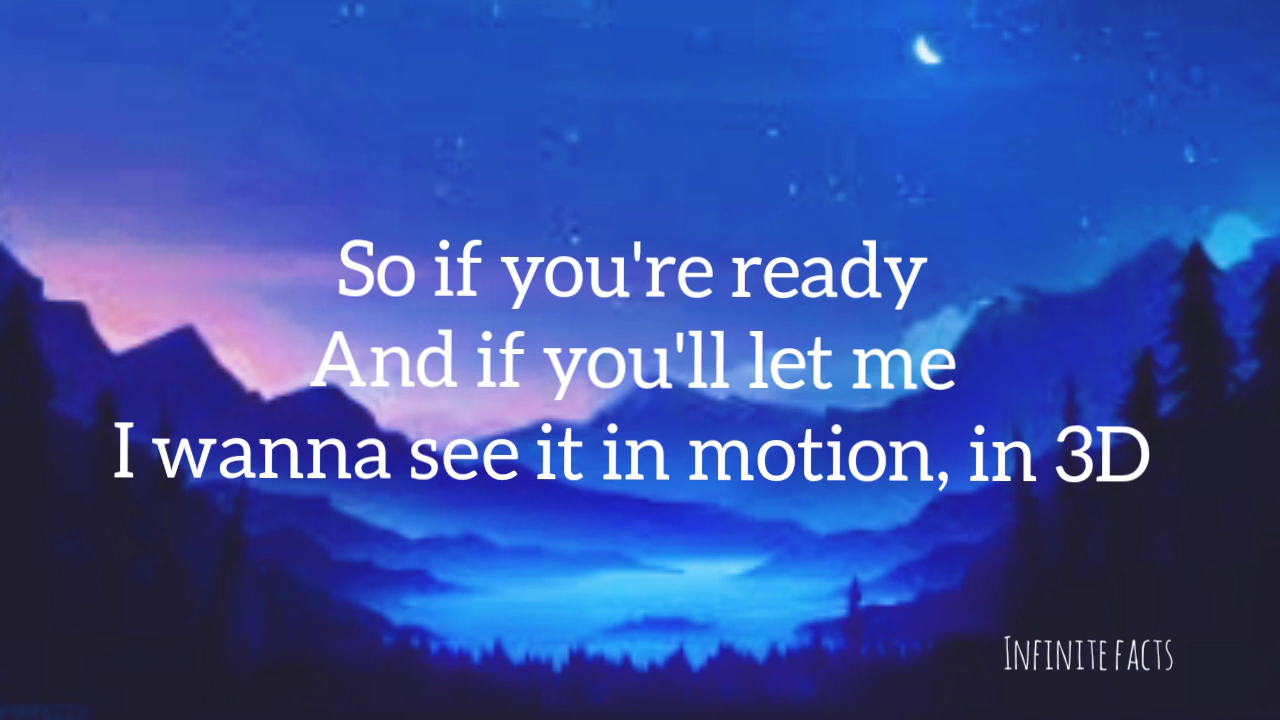 So if you're ready
And if you'll let me
I wanna see it in motion, in 3D
INFINITE FACTS